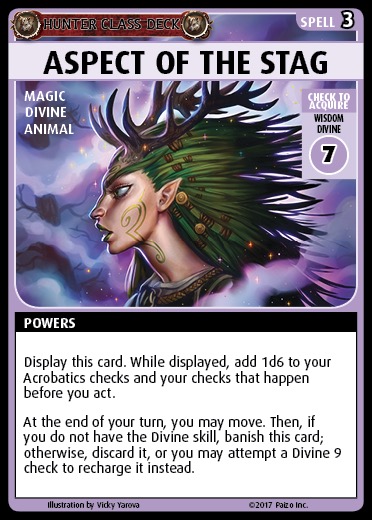 HUNTER CLASS DECK
SPELL 3
ASPECT OF THE STAG
MAGIC
DIVINE
ANIMAL
CHECK TO
ACQUIRE
WISDOM
DIVINE
7
POWERS
Display this card. While displayed, add 1d6 to your
Acrobatics checks and your checks that happen
before you act.
At the end of your turn, you may move. Then, if
you do not have the Divine skill, banish this card;
otherwise, discard it, or you may attempt a Divine 9
check to recharge it instead.
Illustration by Vicky Yarova
©2017 Paizo Inc.